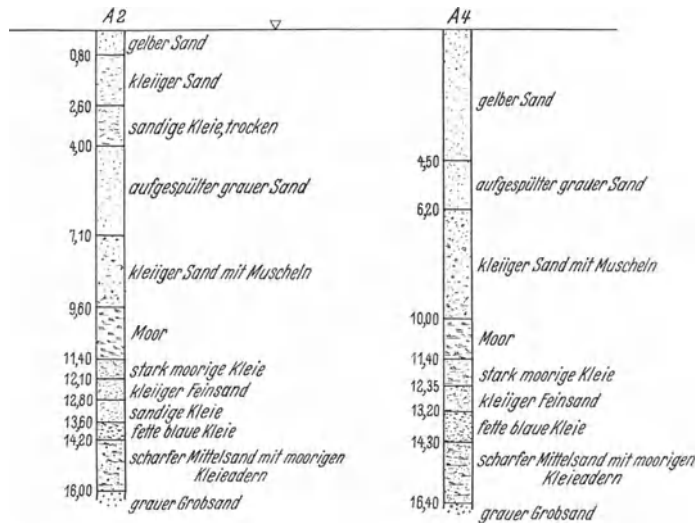 A2
gelber Sand
0,80
kleiiger Sand
2,60
sandige Kleie, trocken
4,00
aufgespülter grauer Sand
7,10
kleiiger Sand mit Muscheln
9,60
Moor
11,40
stark moorige Kleie
12,10
kleiiger Feinsand
12,80
sandige Kleie
13,60
fette blaue Kleie
14,20
scharfer Mittelsand mit moorigen
Kleieadern
16,00
grauer Grobsand
A4
gelber Sand
4,50
aufgespülter grauer Sand
6,20
kleiiger Sand mit Muscheln
10,00
Moor
11,40
stark moorige Kleie
12,35
kleiiger Feinsand
13,20
fette blaue Kleie
14,30
scharfer Mittelsand mit moorigen
Kleieadern
16,40
grauer Grobsand